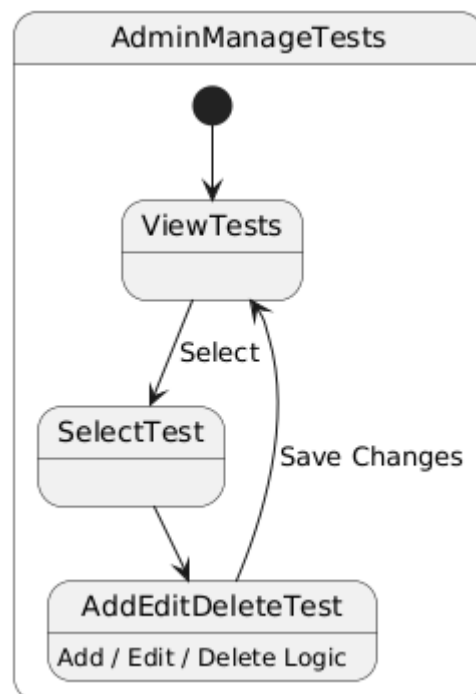 AdminManageTests
ViewTests
Select
SelectTest
Save Changes
AddEditDeleteTest
Add / Edit / Delete Logic